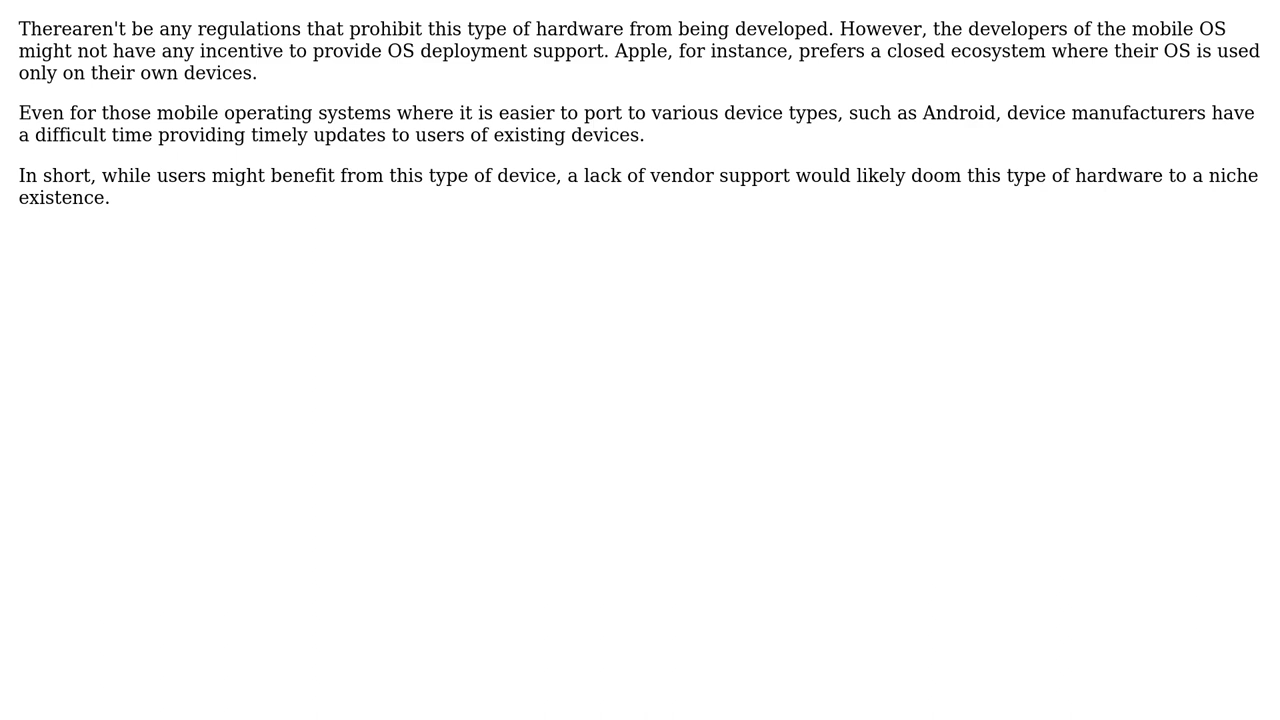 Therearen't be any regulations that prohibit this type of hardware from being developed. However, the developers of the mobile OS
might not have any incentive to provide OS deployment support. Apple, for instance, prefers a closed ecosystem where their OS is used
only on their own devices.
Even for those mobile operating systems where it is easier to port to various device types, such as Android, device manufacturers have
a difficult time providing timely updates to users of existing devices.
In short, while users might benefit from this type of device, a lack of vendor support would likely doom this type of hardware to a niche
existence.